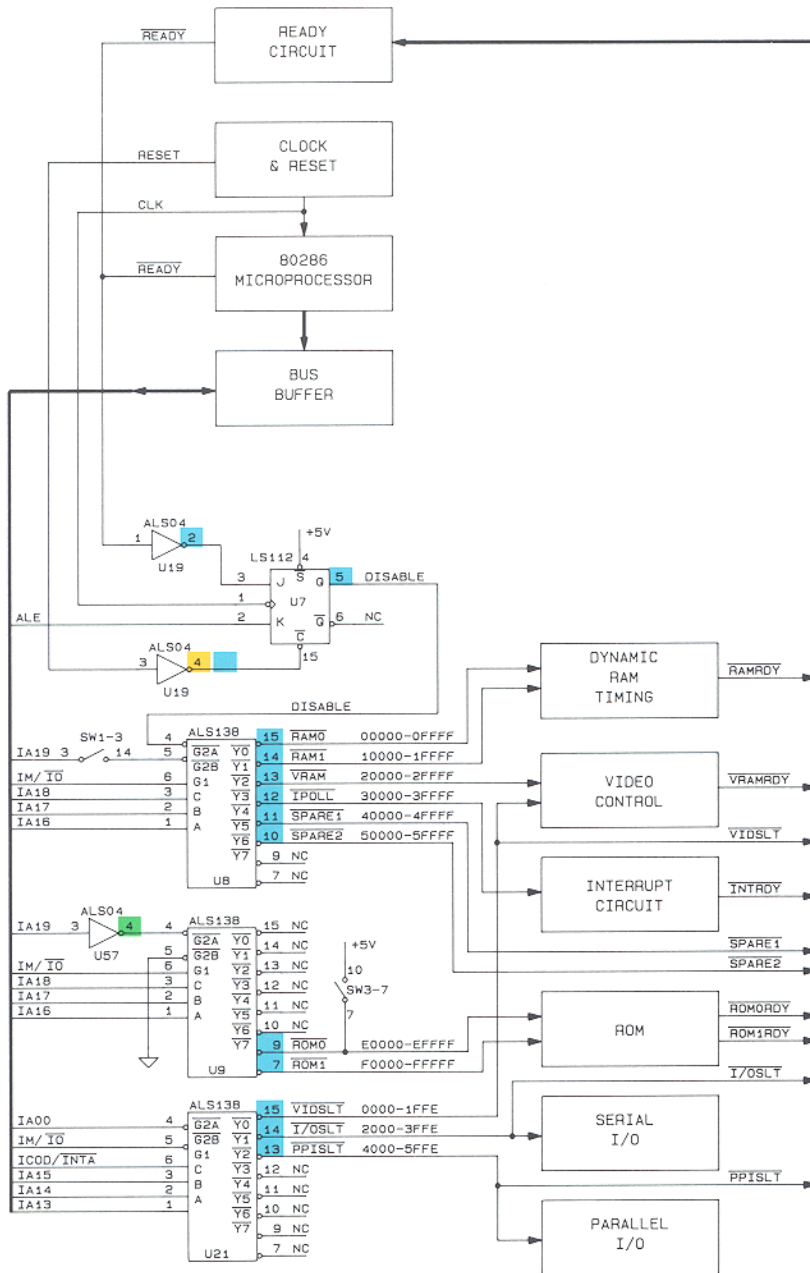 READY
READY
CIRCUIT
RESET
CLOCK
& RESET
CLK
READY
80286
MICROPROCESSOR
BUS
BUFFER
ALS04
1
2
U19
+5V
LS112
4
3
J
S
Q
5
DISABLE
1
U7
ALE
2
K
Q
6
NC
C
15
ALS04
3
4
U19
DISABLE
DYNAMIC
RAM
TIMING
RAMRDY
ALS138
SW1-3
4
G2A
Y0
15
RAM0
00000-0FFFF
IA19
3
14
5
G2B
Y1
14
RAM1
10000-1FFFF
IM/IO
6
G1
Y2
13
VRAM
20000-2FFFF
IA18
3
C
Y3
12
IPOLL
30000-3FFFF
IA17
2
B
Y4
11
SPARE1
40000-4FFFF
IA16
1
A
Y5
10
SPARE2
50000-5FFFF
Y6
9
NC
Y7
7
NC
U8
VIDEO
CONTROL
VRAMRDY
VIDSLT
INTERRUPT
CIRCUIT
INTRDY
SPARE1
SPARE2
ALS04
ALS138
IA19
3
4
4
G2A
Y0
15
NC
U57
5
G2B
Y1
14
NC
IM/IO
6
G1
Y2
13
NC
IA18
3
C
Y3
12
NC
IA17
2
B
Y4
11
NC
IA16
1
A
Y5
10
NC
Y6
9
ROM0
E0000-EFFFF
Y7
7
ROM1
F0000-FFFFF
U9
+5V
10
SW3-7
7
ROM
ROM0RDY
ROM1RDY
I/OSLT
ALS138
IA00
4
G2A
Y0
15
VIDSLT
0000-1FFE
IM/IO
5
G2B
Y1
14
I/OSLT
2000-3FFE
ICOD/INTA
6
G1
Y2
13
PPISLT
4000-5FFE
IA15
3
C
Y3
12
NC
IA14
2
B
Y4
11
NC
IA13
1
A
Y5
10
NC
Y6
9
NC
Y7
7
NC
U21
SERIAL
I/O
PPISLT
PARALLEL
I/O